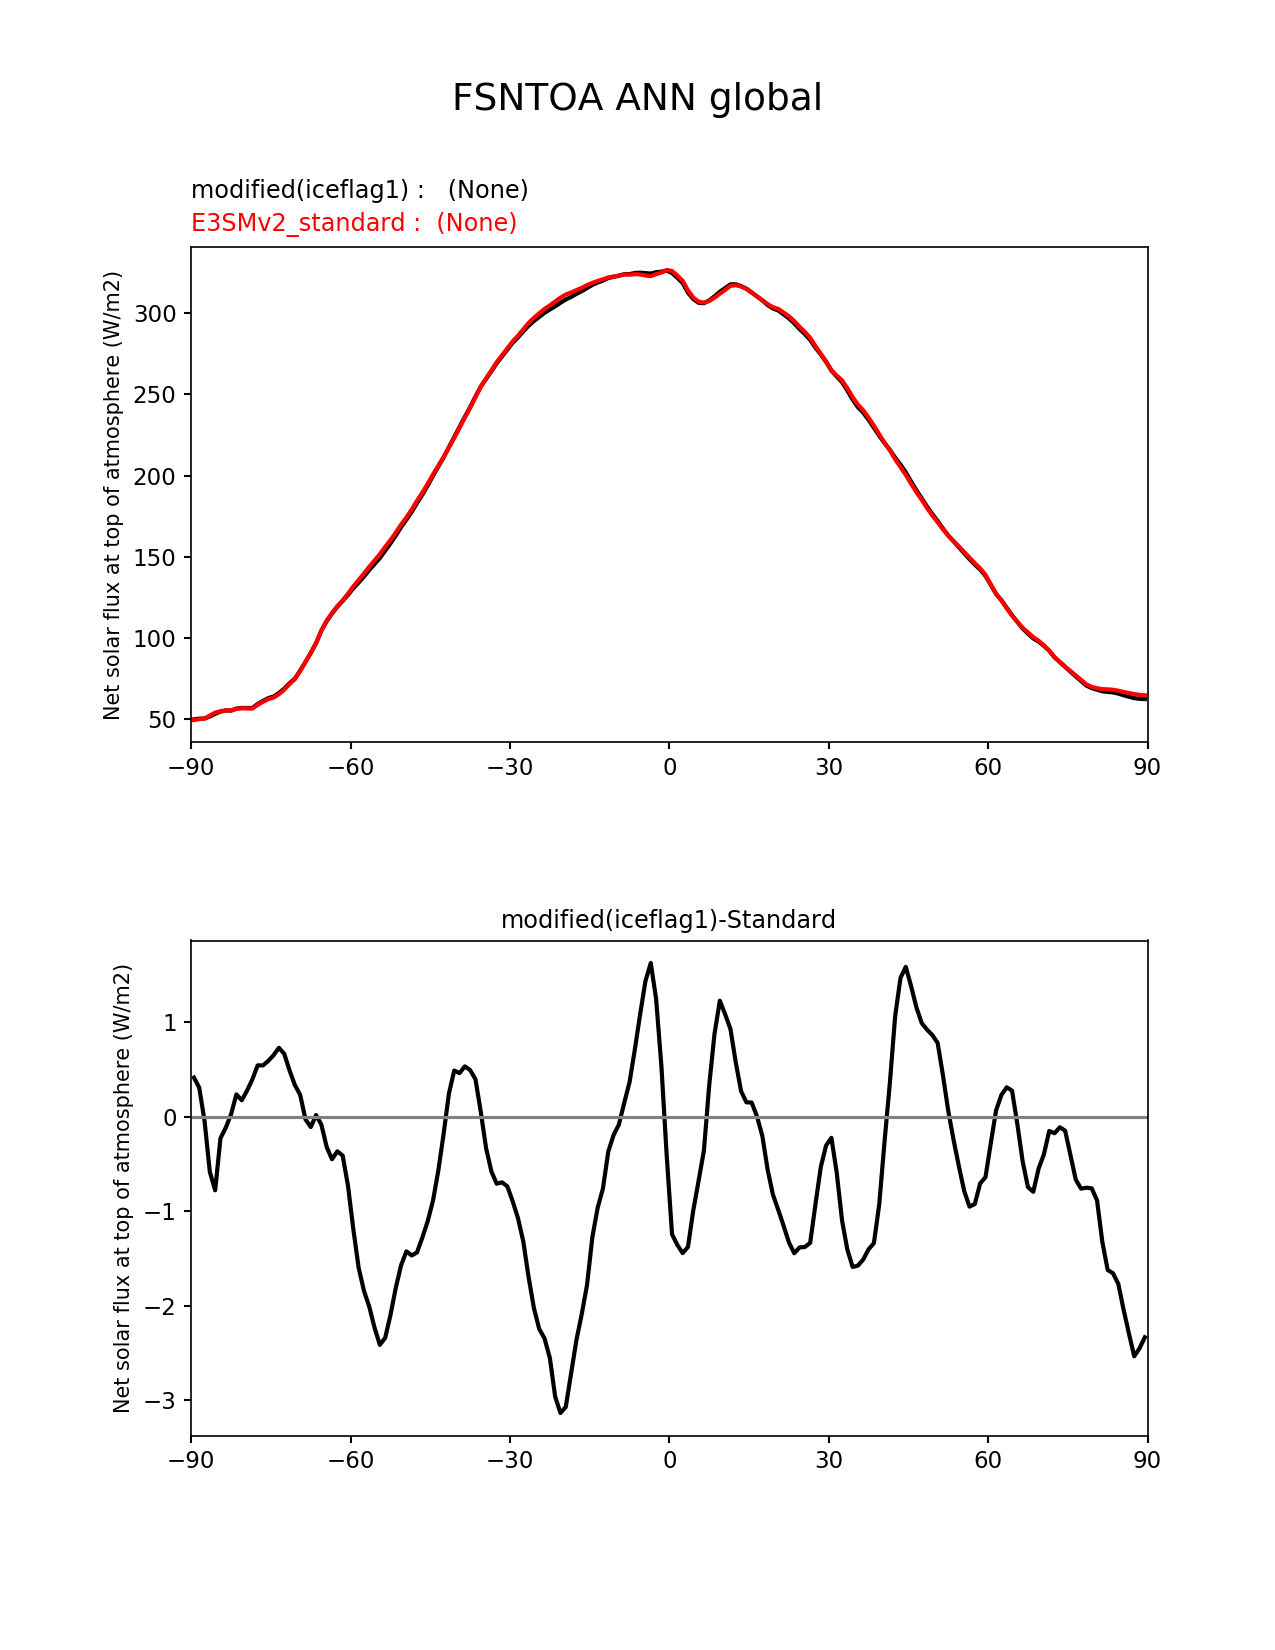 FSNTOA ANN global
modified(iceflag1) :   (None)
E3SMv2_standard :  (None)
Net solar flux at top of atmosphere (W/m2)
300
250
200
150
100
50
−90 −60 −30 0 30 60 90
modified(iceflag1)-Standard
Net solar flux at top of atmosphere (W/m2)
1
0
−1
−2
−3
−90 −60 −30 0 30 60 90